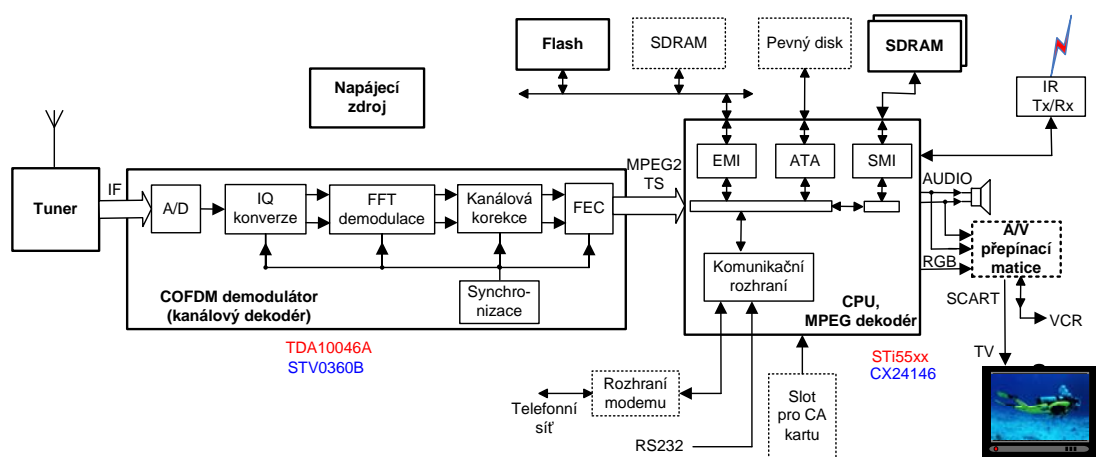 Flash
SDRAM
Pevný disk
SDRAM
Napájecí
zdroj
IR
Tx/Rx
Tuner
IF
A/D
IQ
konverze
FFT
demodulace
Kanálová
korekce
FEC
MPEG2
TS
EMI
ATA
SMI
AUDIO
A/V
přepínací
matice
RGB
Komunikační
rozhraní
Synchro-
nizace
COFDM demodulátor
(kanálový dekodér)
CPU,
MPEG dekodér
SCART
VCR
TDA10046A
STV0360B
STi55xx
CX24146
TV
Telefonní
síť
Rozhraní
modemu
Slot
pro CA
kartu
RS232